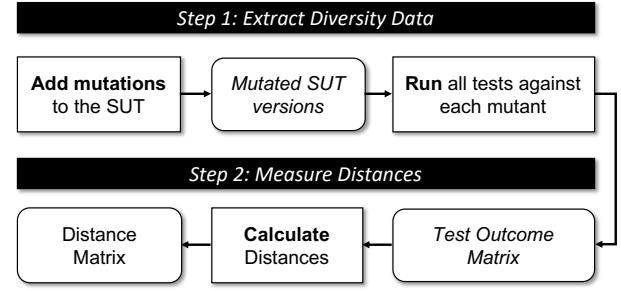 Step 1: Extract Diversity Data
Add mutations
to the SUT
Mutated SUT
versions
Run all tests against
each mutant
Step 2: Measure Distances
Distance
Matrix
Calculate
Distances
Test Outcome
Matrix